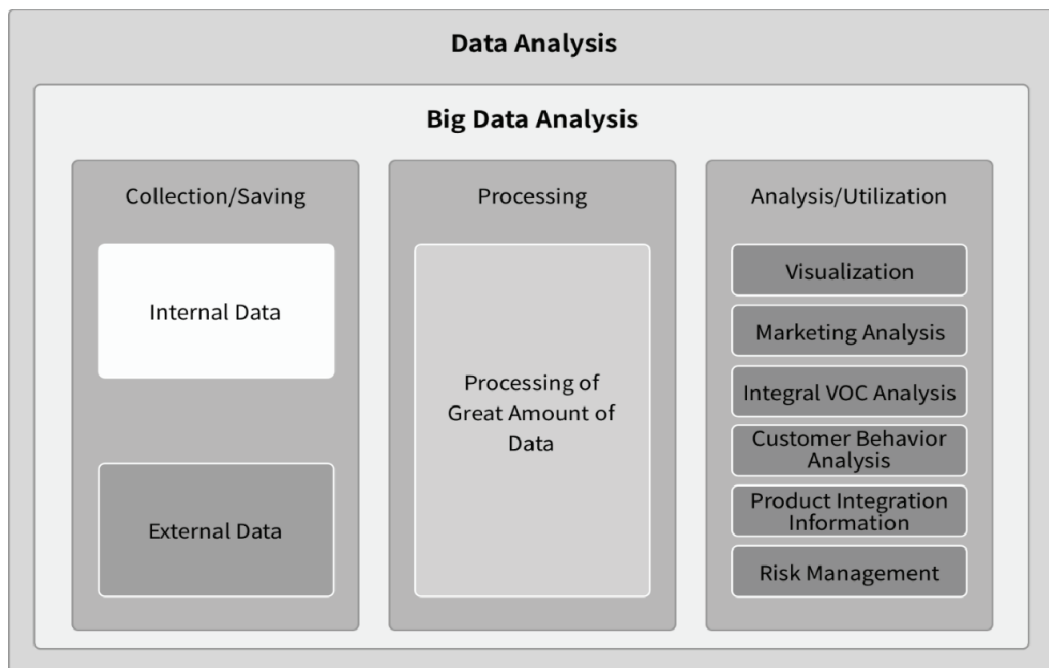 Data Analysis
Big Data Analysis
Collection/Saving
Internal Data
External Data
Processing
Processing of
Great Amount of
Data
Analysis/Utilization
Visualization
Marketing Analysis
Integral VOC Analysis
Customer Behavior
Analysis
Product Integration
Information
Risk Management